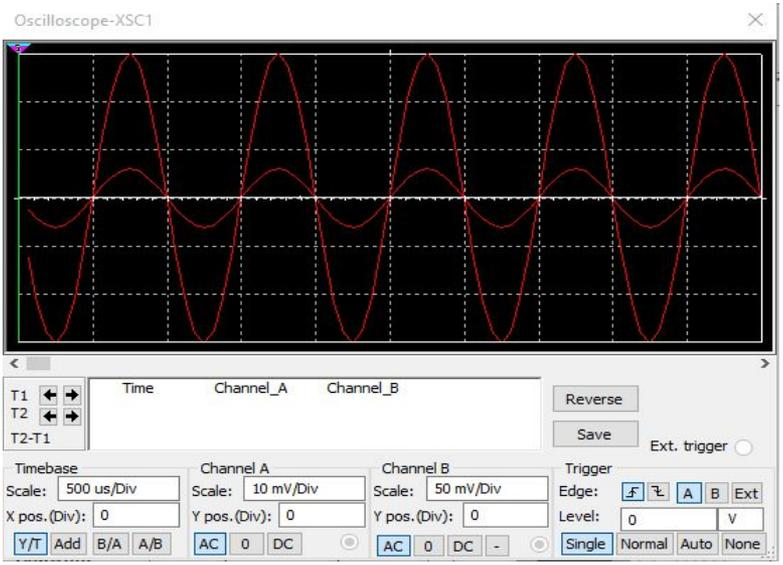 Oscilloscope-XSC1
Time Channel_A Channel_B
T1
T2
T2-T1
Reverse
Save
Ext. trigger
Timebase
Scale: 500 us/Div
X pos.(Div): 0
Y/T Add B/A A/B
Channel A
Scale: 10 mV/Div
Y pos.(Div): 0
AC 0 DC
Channel B
Scale: 50 mV/Div
Y pos.(Div): 0
AC 0 DC -
Trigger
Edge: A B Ext
Level: 0 V
Single Normal Auto None